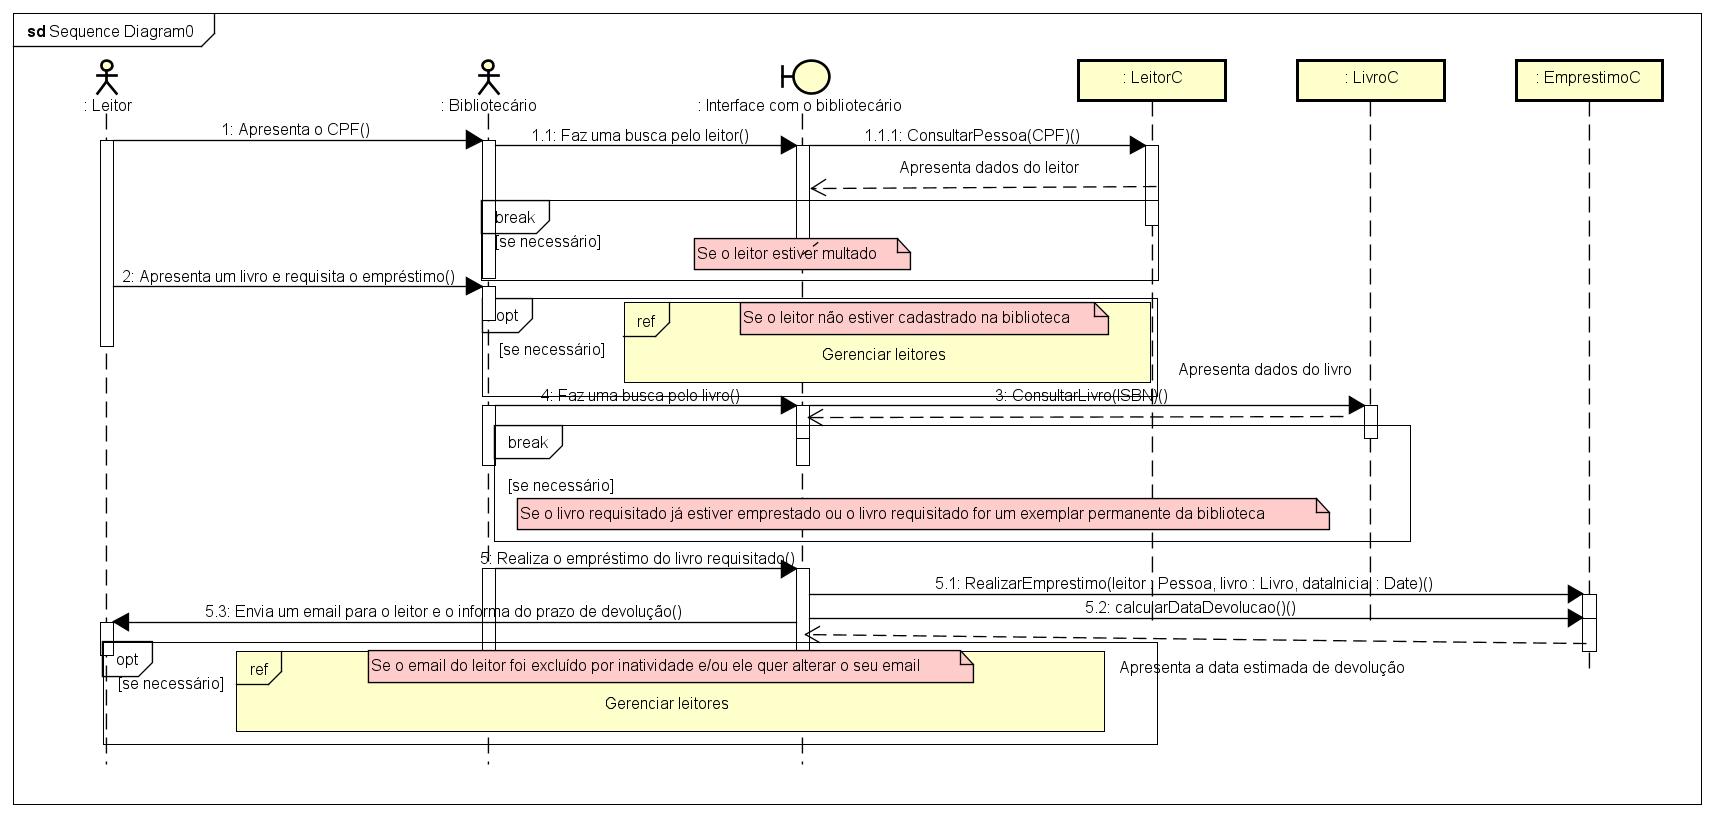 sd Sequence Diagram0
: Leitor
: Bibliotecário
: Interface com o bibliotecário
: LeitorC
: LivroC
: EmprestimoC
1: Apresenta o CPF()
1.1: Faz uma busca pelo leitor()
1.1.1: ConsultarPessoa(CPF)()
Apresenta dados do leitor
break
[se necessário]
Se o leitor estiver multado
2: Apresenta um livro e requisita o empréstimo()
opt
[se necessário]
ref
Se o leitor não estiver cadastrado na biblioteca
Gerenciar leitores
Apresenta dados do livro
4: Faz uma busca pelo livro()
3: ConsultarLivro(ISBN)()
break
[se necessário]
Se o livro requisitado já estiver emprestado ou o livro requisitado for um exemplar permanente da biblioteca
5: Realiza o empréstimo do livro requisitado()
5.1: RealizarEmprestimo(leitor : Pessoa, livro : Livro, dataInicial : Date)()
5.2: calcularDataDevolucao()()
5.3: Envia um email para o leitor e o informa do prazo de devolução()
opt
[se necessário]
ref
Se o email do leitor foi excluído por inatividade e/ou ele quer alterar o seu email
Gerenciar leitores
Apresenta a data estimada de devolução